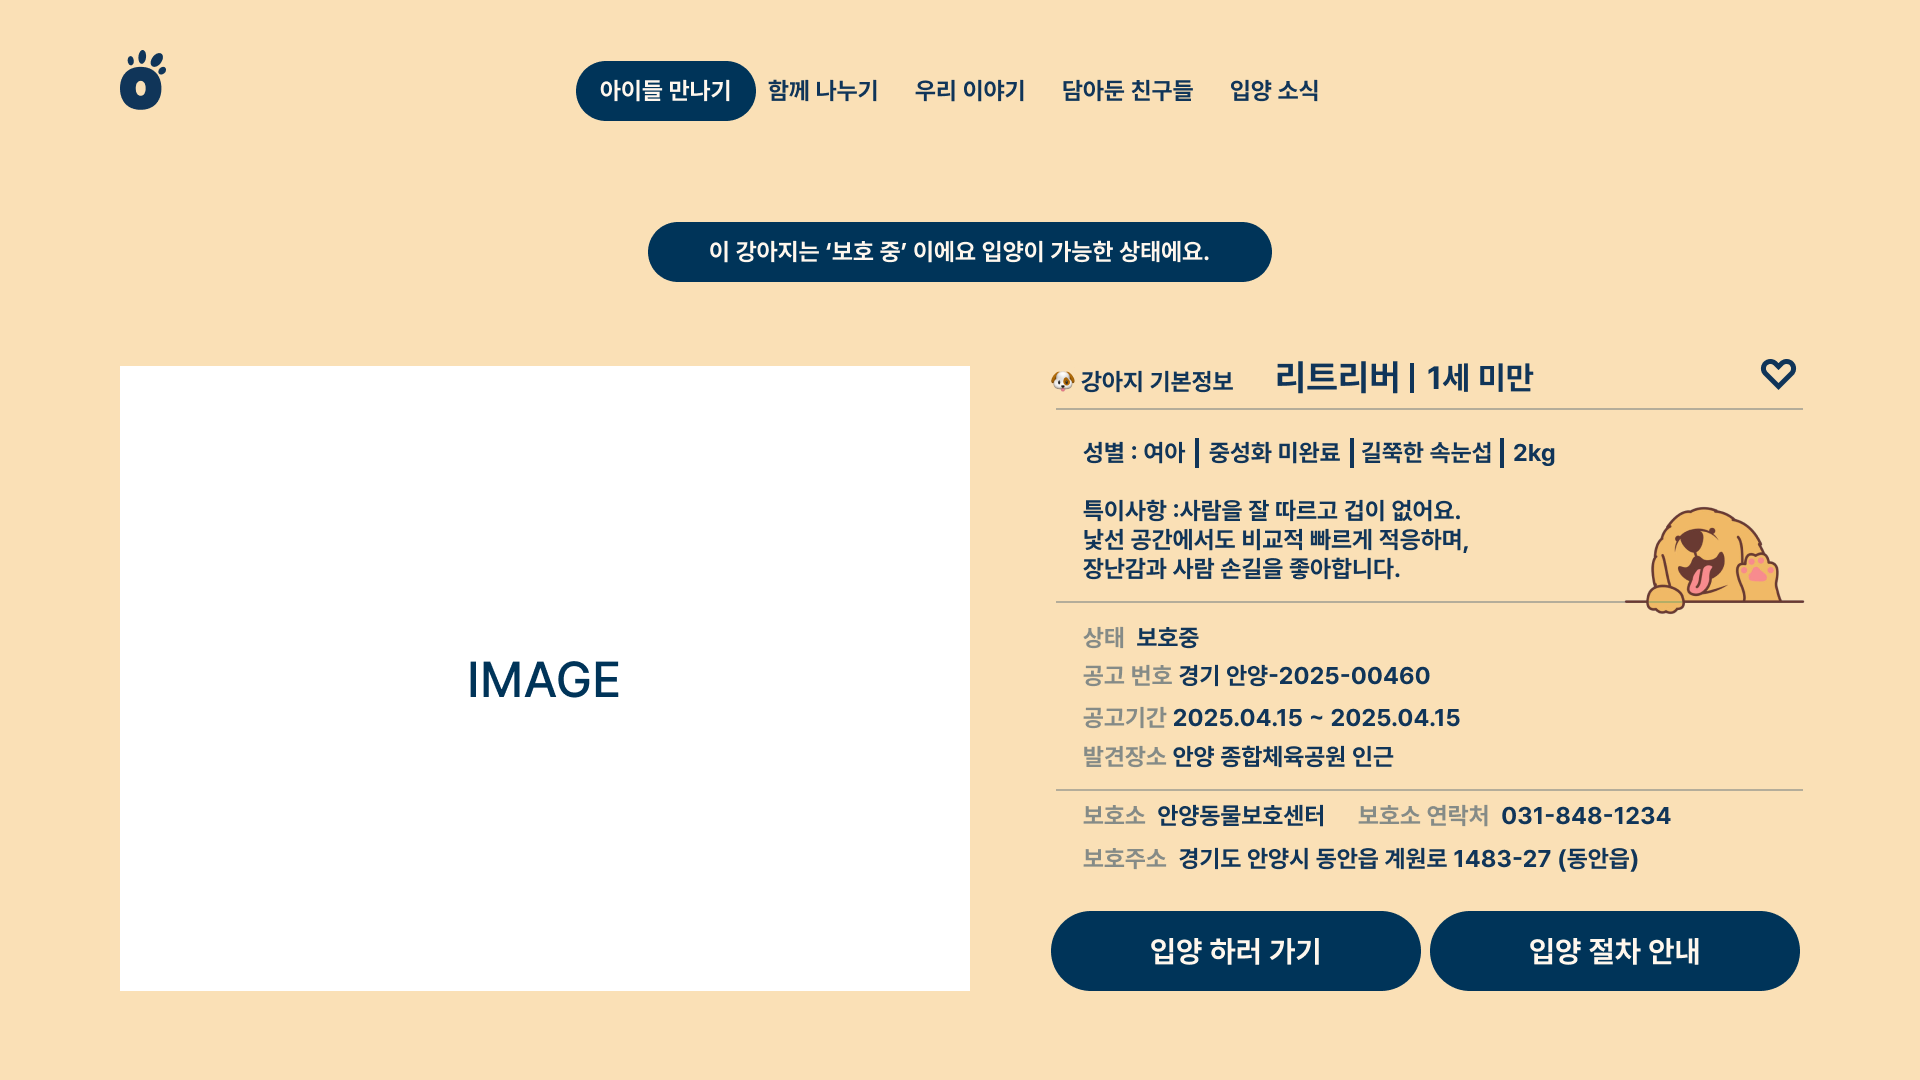 아이들 만나기 함께 나누기 우리 이야기 담아둔 친구들 입양 소식
이 강아지는 ‘보호 중’ 이에요 입양이 가능한 상태에요.
IMAGE
강아지 기본정보 리트리버 | 1세 미만
성별 : 여아 | 중성화 미완료 | 길쭉한 속눈섭 | 2kg
특이사항 :사람을 잘 따르고 겁이 없어요.
낯선 공간에서도 비교적 빠르게 적응하며,
장난감과 사람 손길을 좋아합니다.
상태 보호중
공고 번호 경기 안양-2025-00460
공고기간 2025.04.15 ~ 2025.04.15
발견장소 안양 종합체육공원 인근
보호소 안양동물보호센터 보호소 연락처 031-848-1234
보호주소 경기도 안양시 동안읍 계원로 1483-27 (동안읍)
입양 하러 가기 입양 절차 안내